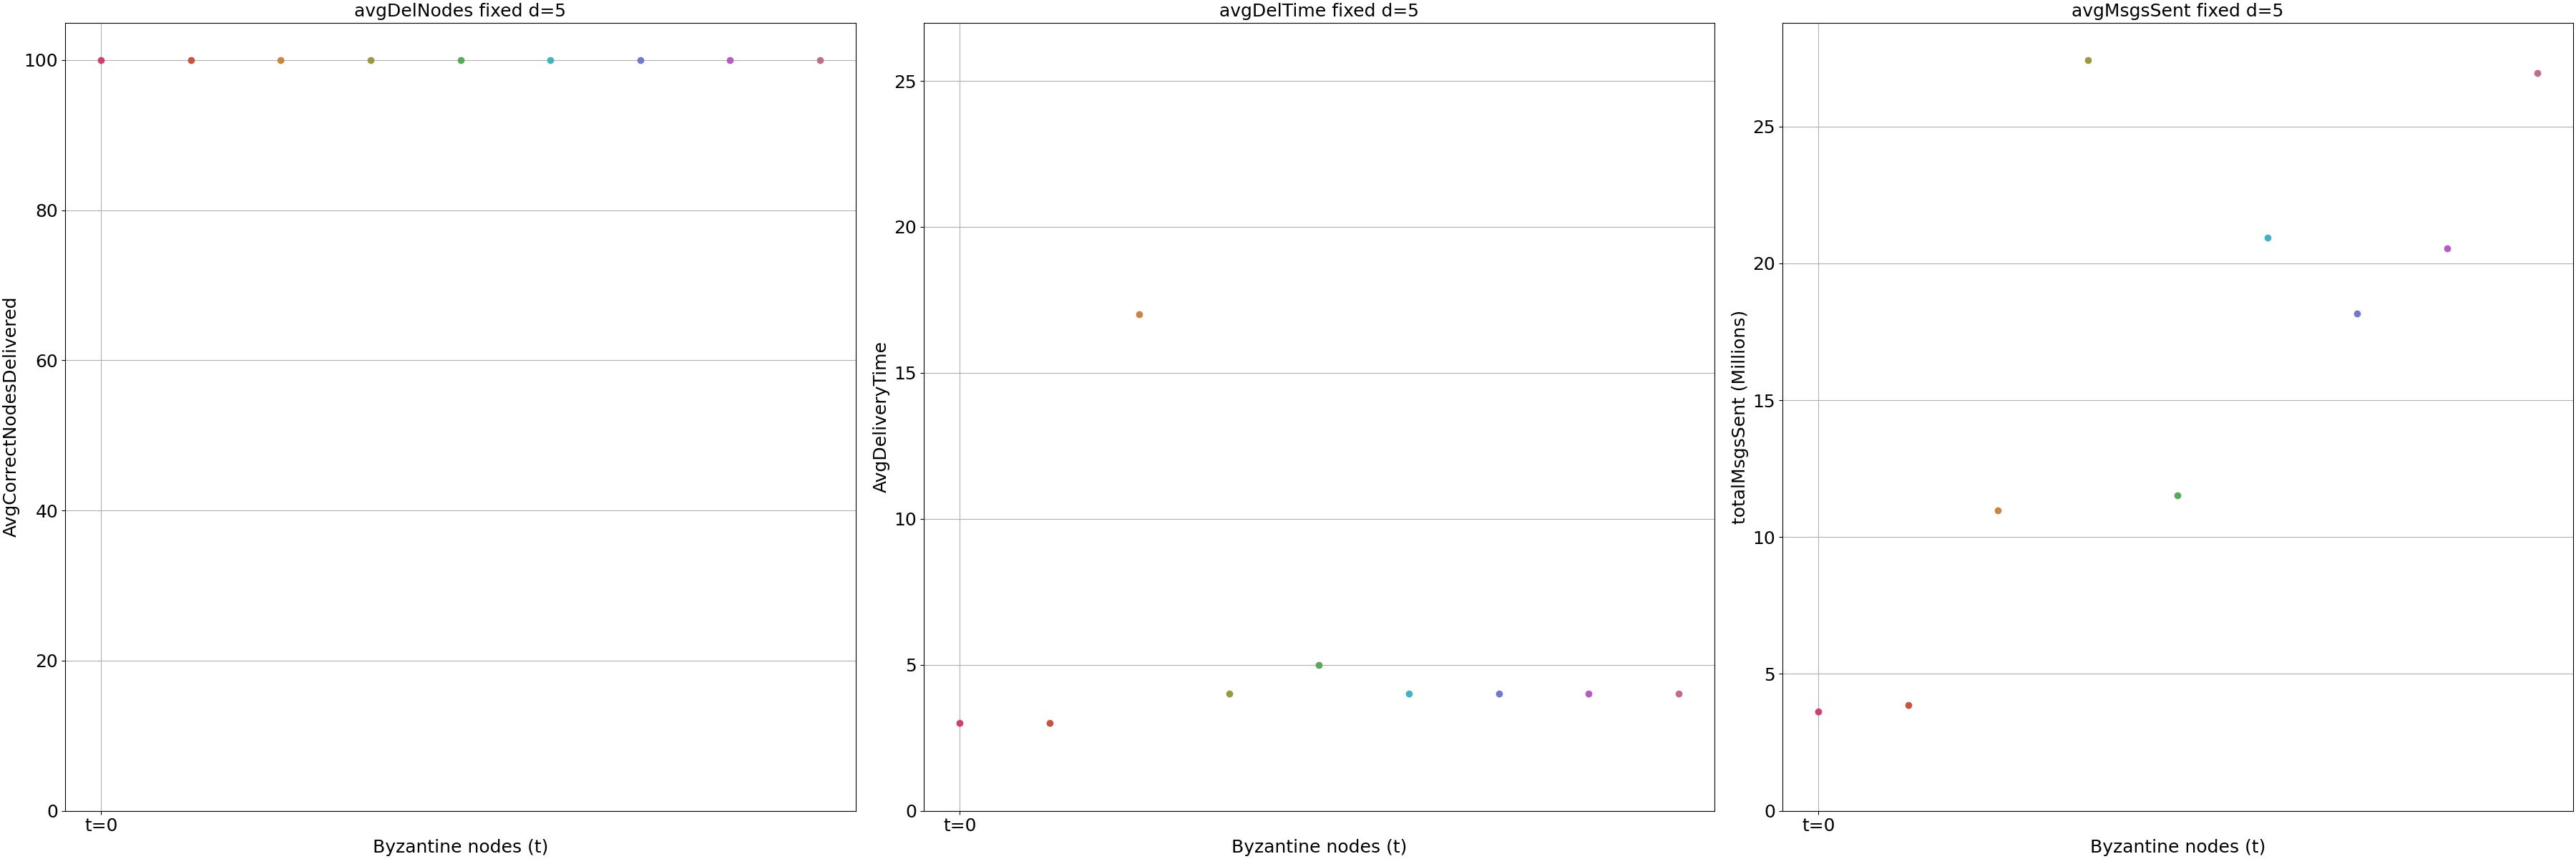 avgDelNodes fixed d=5
100
80
60
40
20
0
AvgCorrectNodesDelivered
t=0
Byzantine nodes (t)
avgDelTime fixed d=5
25
20
15
10
5
0
AvgDeliveryTime
t=0
Byzantine nodes (t)
avgMsgsSent fixed d=5
25
20
15
10
5
0
totalMsgsSent (Millions)
t=0
Byzantine nodes (t)